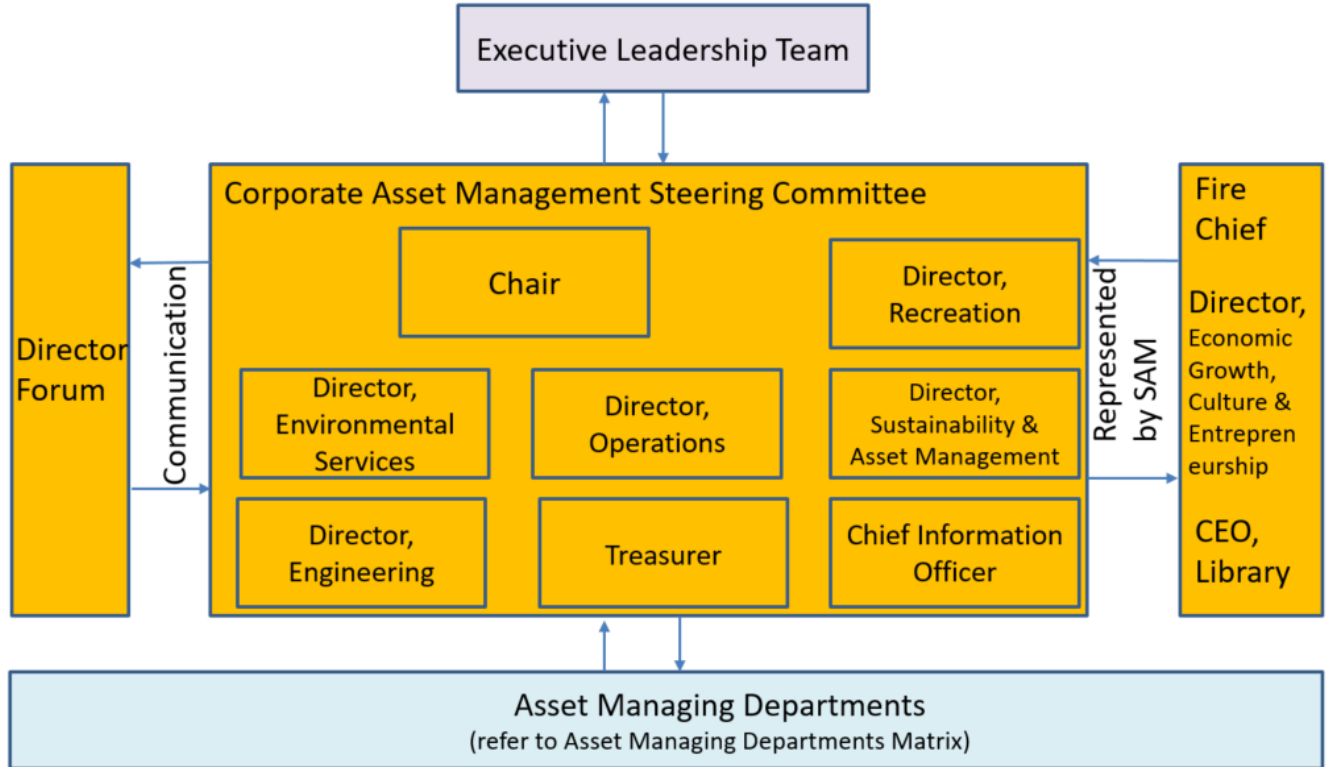 Executive Leadership Team
Corporate Asset Management Steering Committee
Chair
Director,
Recreation
Director,
Environmental
Services
Director,
Operations
Director,
Sustainability &
Asset Management
Director,
Engineering
Treasurer
Chief Information
Officer
Director
Forum
Communication
Represented
by SAM
Fire
Chief
Director,
Economic
Growth,
Culture &
Entrepren
eurship
CEO,
Library
Asset Managing Departments
(refer to Asset Managing Departments Matrix)